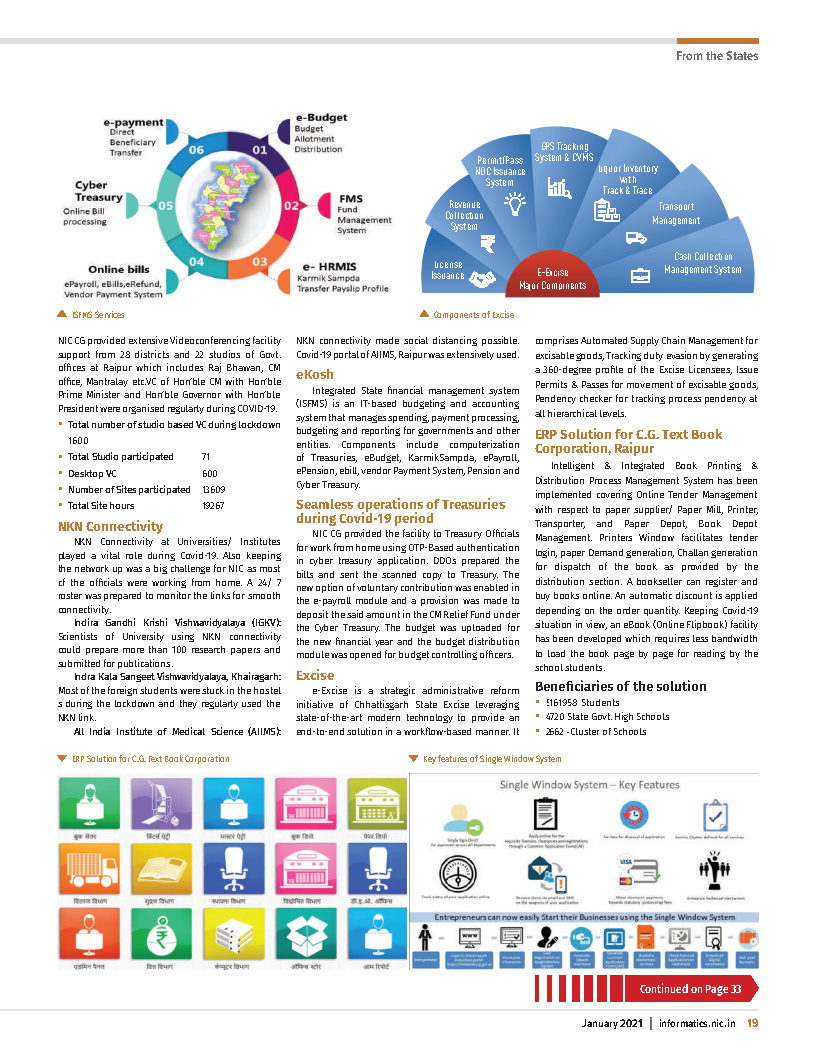 From the States
e-payment
Direct
Beneficiary
Transfer
e-Budget
Budget
Allotment
Distribution
06
01
Cyber
Treasury
Online Bill
processing
05
02
FMS
Fund
Management
System
04
03
Online bills
ePayroll, eBills,eRefund,
Vendor Payment System
e- HRMIS
Karmik Sampda
Transfer Payslip Profile
ISFMS Services
License
Issuance
Revenue
Collection
System
Permit/Pass
NOC Issuance
System
GPS Tracking
System & CVMS
Liquor Inventory
with
Track & Trace
Transport
Management
Cash Collection
Management System
E-Excise
Major Compinents
Components of Excise
NIC CG provided extensive Videoconferencing facility
support from 28 districts and 22 studios of Govt.
offices at Raipur which includes Raj Bhawan, CM
office, Mantralay etc.VC of Hon'ble CM with Hon'ble
Prime Minister and Hon'ble Governor with Hon'ble
President were organised regularly during COVID-19.
• Total number of studio based VC during lockdown
1600
• Total Studio participated 71
• Desktop VC 600
• Number of Sites participated 13609
• Total Site hours 19267
NKN Connectivity
NKN Connectivity at Universities/ Institutes
played a vital role during Covid-19. Also keeping
the network up was a big challenge for NIC as most
of the officials were working from home. A 24/ 7
roster was prepared to monitor the links for smooth
connectivity.
Indira Gandhi Krishi Vishwavidyalaya (IGKV):
Scientists of University using NKN connectivity
could prepare more than 100 research papers and
submitted for publications.
Indra Kala Sangeet Vishwavidyalaya, Khairagarh:
Most of the foreign students were stuck in the hostel
s during the lockdown and they regularly used the
NKN link.
All India Institute of Medical Science (AIIMS):
NKN connectivity made social distancing possible.
Covid-19 portal of AIIMS, Raipur was extensively used.
eKosh
Integrated State financial management system
(ISFMS) is an IT-based budgeting and accounting
system that manages spending, payment processing,
budgeting and reporting for governments and other
entities. Components include computerization
of Treasuries, eBudget, KarmikSampda, ePayroll,
ePension, ebill, vendor Payment System, Pension and
Cyber Treasury.
Seamless operations of Treasuries
during Covid-19 period
NIC CG provided the facility to Treasury Officials
for work from home using OTP-Based authentication
in cyber treasury application. DDOs prepared the
bills and sent the scanned copy to Treasury. The
new option of voluntary contribution was enabled in
the e-payroll module and a provision was made to
deposit the said amount in the CM Relief Fund under
the Cyber Treasury. The budget was uploaded for
the new financial year and the budget distribution
module was opened for budget controlling officers.
Excise
e-Excise is a strategic administrative reform
initiative of Chhattisgarh State Excise leveraging
state-of-the-art modern technology to provide an
end-to-end solution in a workflow-based manner. It
comprises Automated Supply Chain Management for
excisable goods, Tracking duty evasion by generating
a 360-degree profile of the Excise Licensees, Issue
Permits & Passes for movement of excisable goods,
Pendency checker for tracking process pendency at
all hierarchical levels.
ERP Solution for C.G. Text Book
Corporation, Raipur
Intelligent & Integrated Book Printing &
Distribution Process Management System has been
implemented covering Online Tender Management
with respect to paper supplier/ Paper Mill, Printer,
Transporter, and Paper Depot, Book Depot
Management. Printers Window facilitates tender
login, paper Demand generation, Challan generation
for dispatch of the book as provided by the
distribution section. A bookseller can register and
buy books online. An automatic discount is applied
depending on the order quantity. Keeping Covid-19
situation in view, an eBook (Online Flipbook) facility
has been developed which requires less bandwidth
to load the book page by page for reading by the
school students.
Beneficiaries of the solution
• 5161958 Students
• 4720 State Govt. High Schools
• 2662 -Cluster of Schools
ERP Solution for C.G. Text Book Corporation
बुक सेलर
प्रिंटर्स एंट्री
मास्टर एंट्री
बुक डिपो
पेपर डिपो
वितरण विभाग
मुद्रण विभाग
स्थापना विभाग
विद्योचित विभाग
डी.ई.ओ. ऑफिस
एडमिन पैनल
वित्त विभाग
कंप्यूटर विभाग
ऑफिस स्टोर
आम रिपोर्ट
Key features of Single Window System
Single Window System – Key Features
Single Sign On ID
for approvals across all departments
Apply online for the
requisite licenses, clearances and registrations
through a Common Application Form(CAF)
Fix time for disposal of application
Service Charter defined for all services
Track status of your application online
Receive alerts via email and SMS
on the progress of your application
VISA
Make electronic payments
towards statutory (processing) fees
Grievance Redressal mechanism
Entrepreneurs can now easily Start their Businesses using the Single Window System
www
Entrepreneur
Continued on Page 33
January 2021 | informatics.nic.in 19